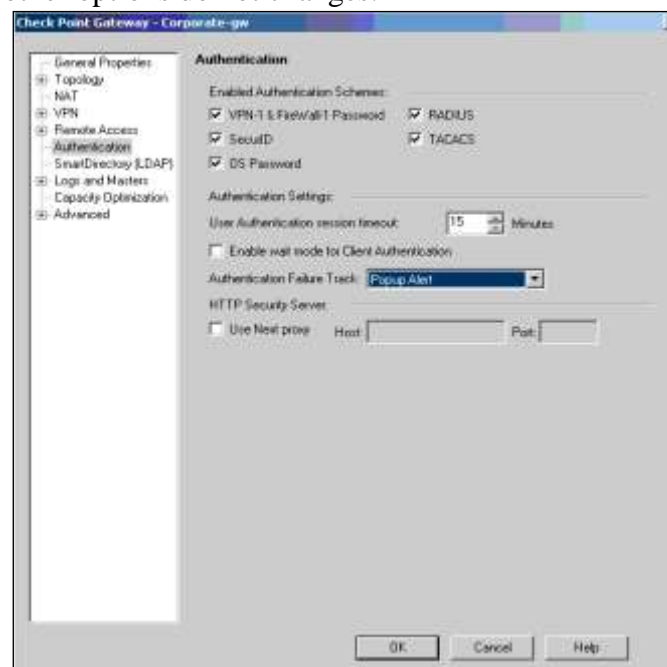 Check Point Gateway - Corporate-gw
General Properties
Topology
NAT
VPN
Remote Access
Authentication
SmartDirectory (LDAP)
Logs and Masters
Capacity Optimization
Advanced
Authentication
Enabled Authentication Schemes:
VPN-1 & FireWall-1 Password RADIUS
SecurID TACACS
OS Password
Authentication Settings:
User Authentication session timeout: 15 Minutes
Enable wait mode for Client Authentication
Authentication Failure Track: Popup Alert
HTTP Security Server
Use Next proxy Host: Port:
OK Cancel Help